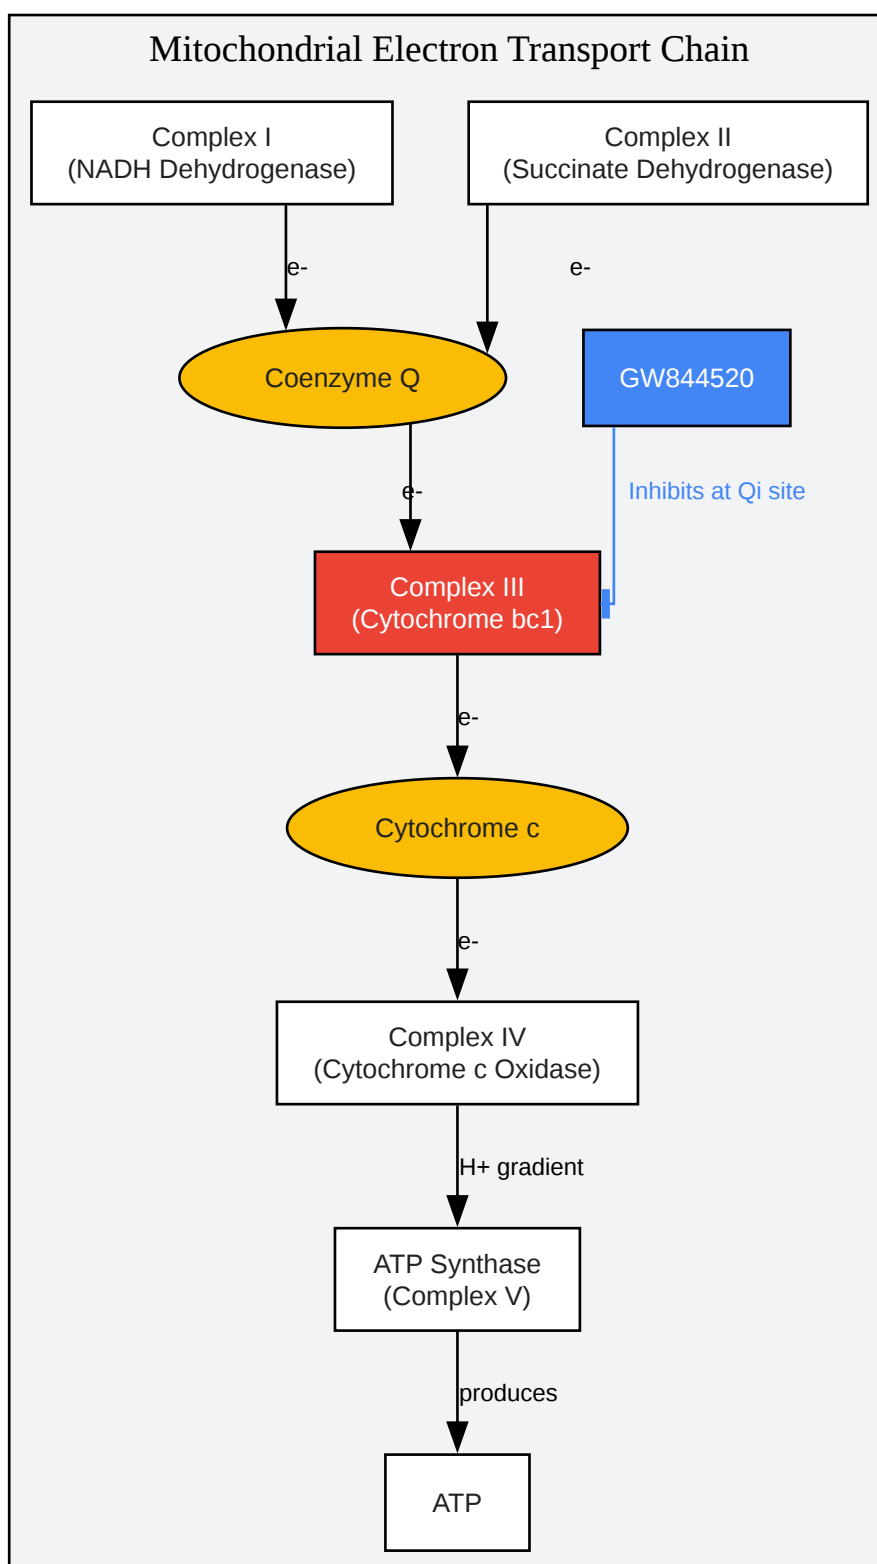 Mitochondrial Electron Transport Chain
Complex I
(NADH Dehydrogenase)
Complex II
(Succinate Dehydrogenase)
e-
e-
Coenzyme Q
GW844520
e-
Inhibits at Qi site
Complex III
(Cytochrome bc1)
e-
Cytochrome c
e-
Complex IV
(Cytochrome c Oxidase)
H+ gradient
ATP Synthase
(Complex V)
produces
ATP